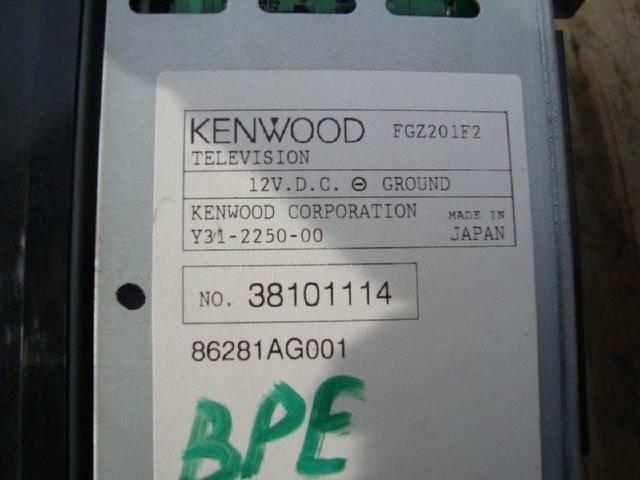 KENWOOD FGZ201F2
TELEVISION
12V.D.C. ⊖ GROUND
KENWOOD CORPORATION MADE IN
Y31-2250-00 JAPAN
NO. 38101114
86281AG001
BPE